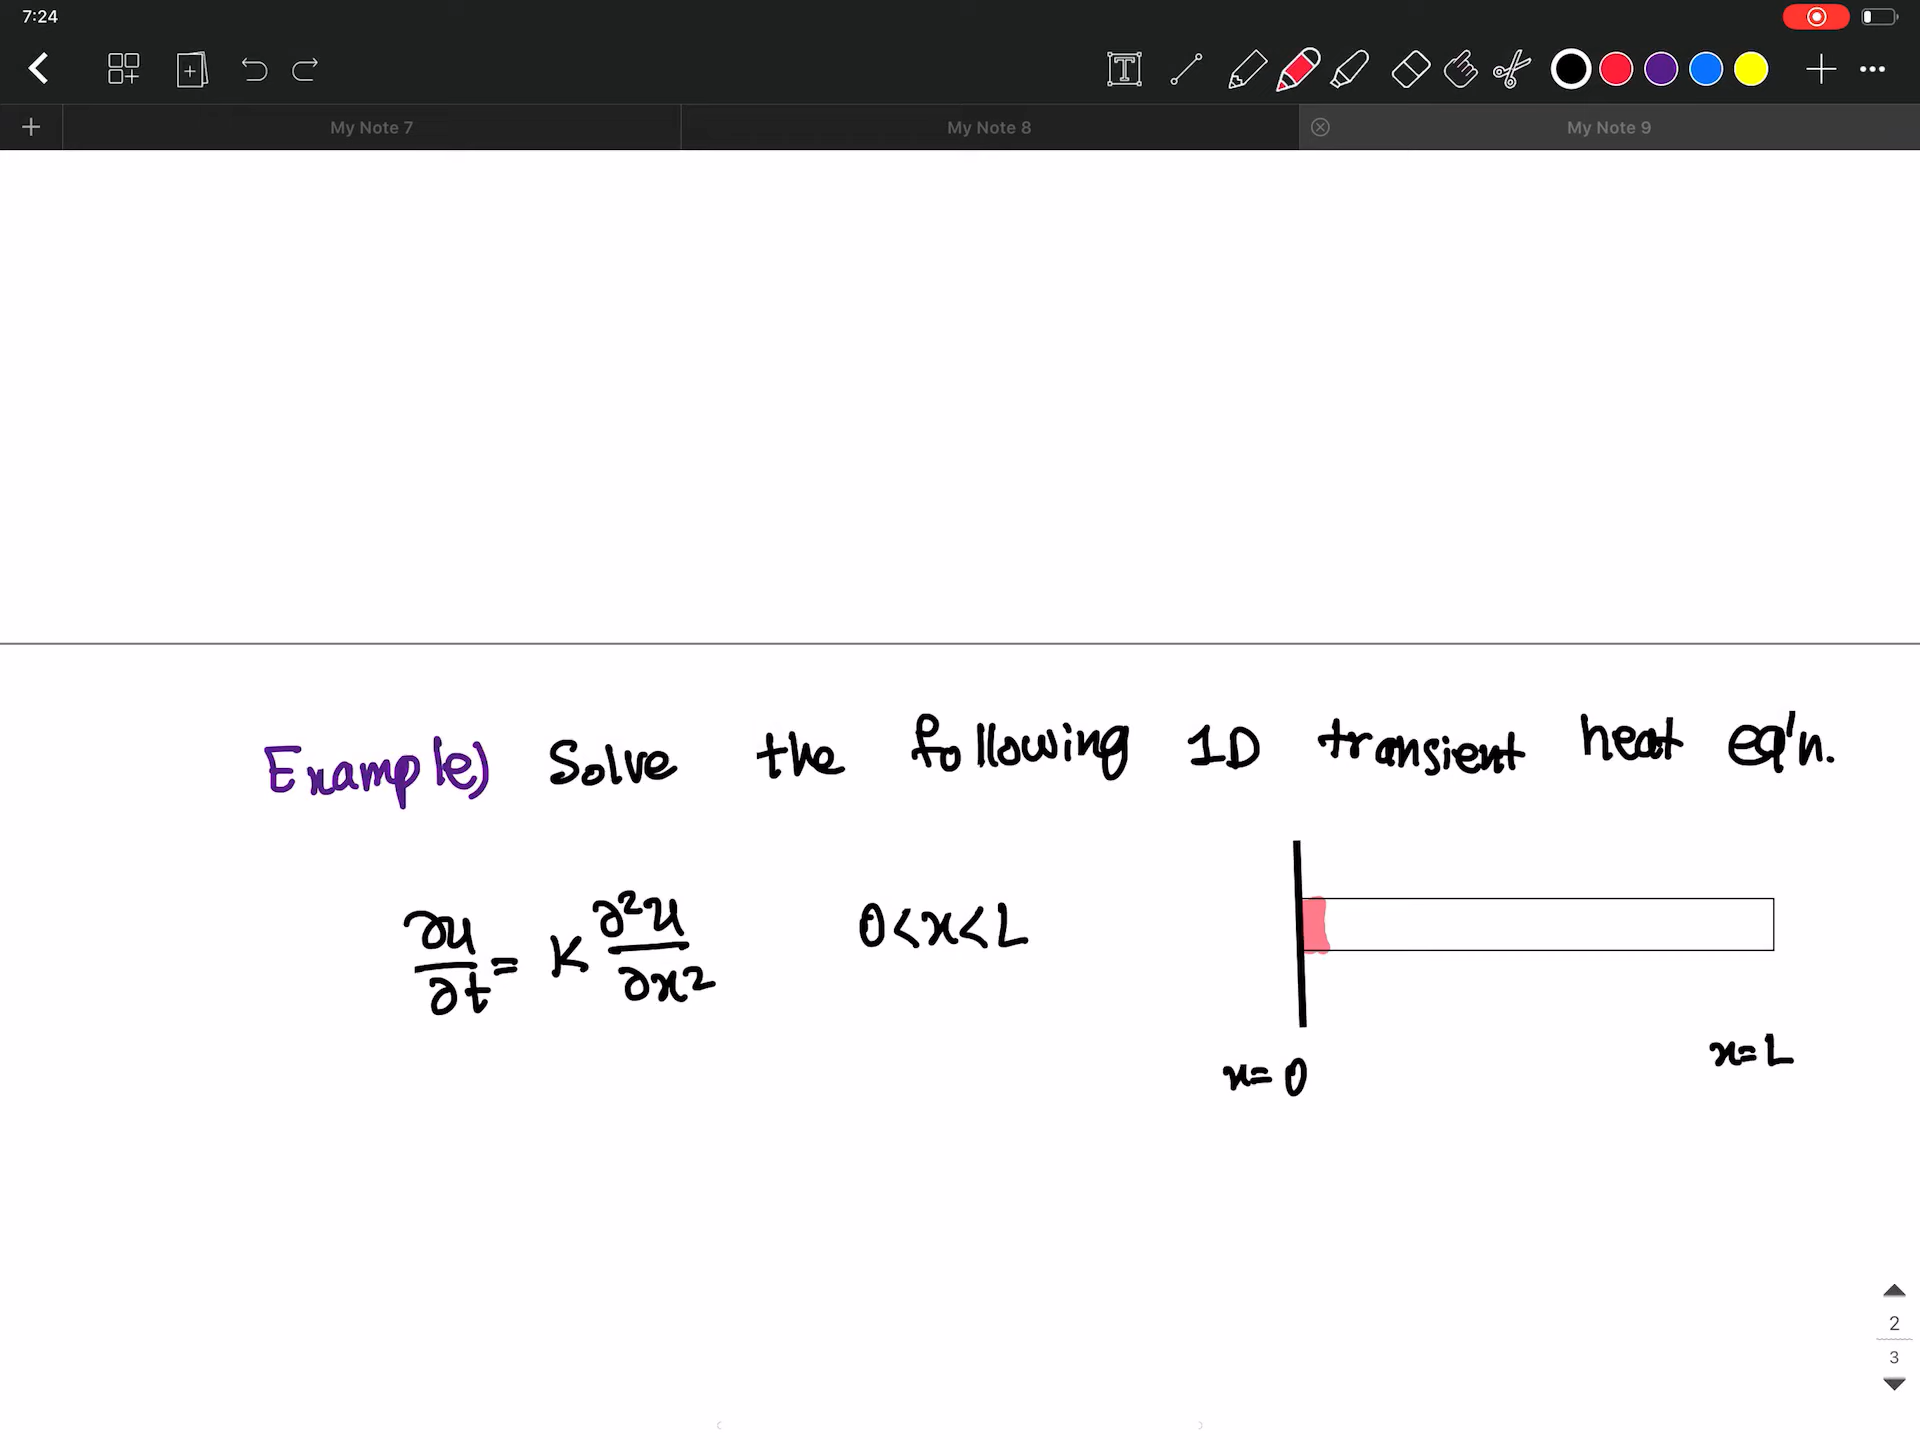 7:24
My Note 7
My Note 8
My Note 9
Example) Solve the following 1D transient heat eq'n.
∂u/∂t = K ∂²u/∂x²
0<x<L
x=0
x=L
2
3